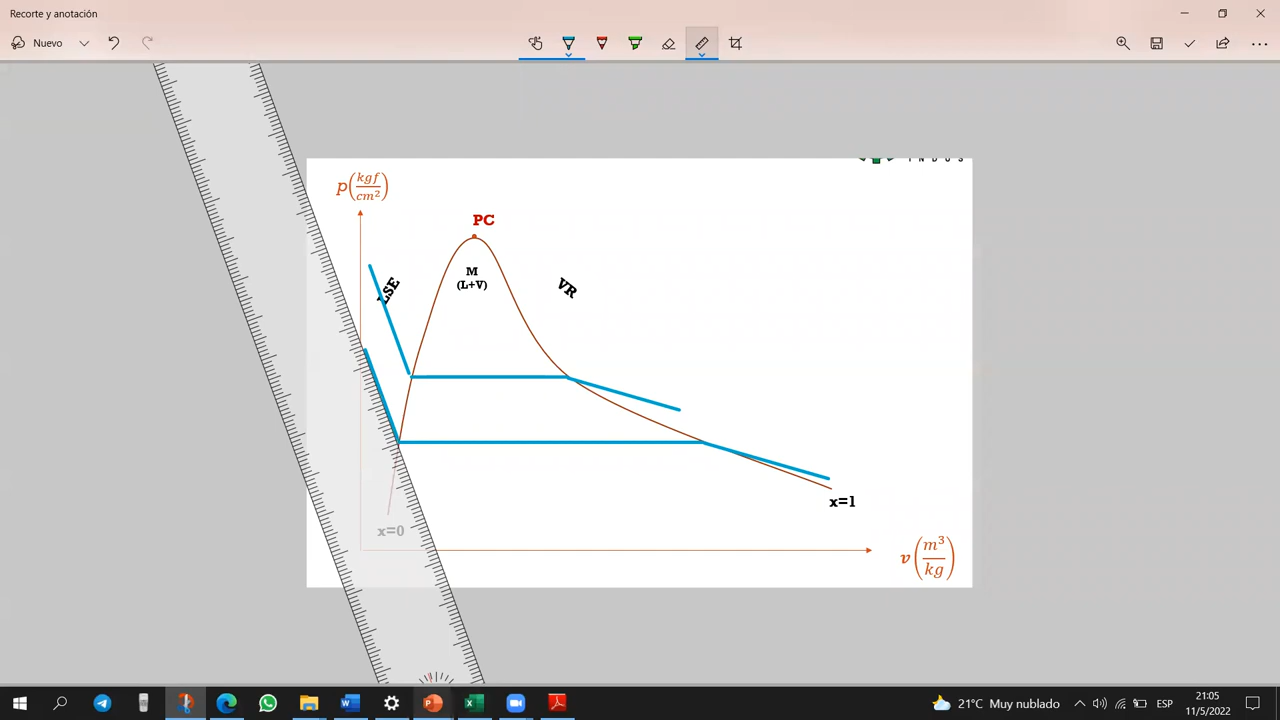 Recorte y anotación
Nuevo
p(kgf/cm²)
PC
M
(L+V)
LSE
VR
x=0
x=1
v(m³/kg)
21°C Muy nublado
ESP
21:05
11/5/2022